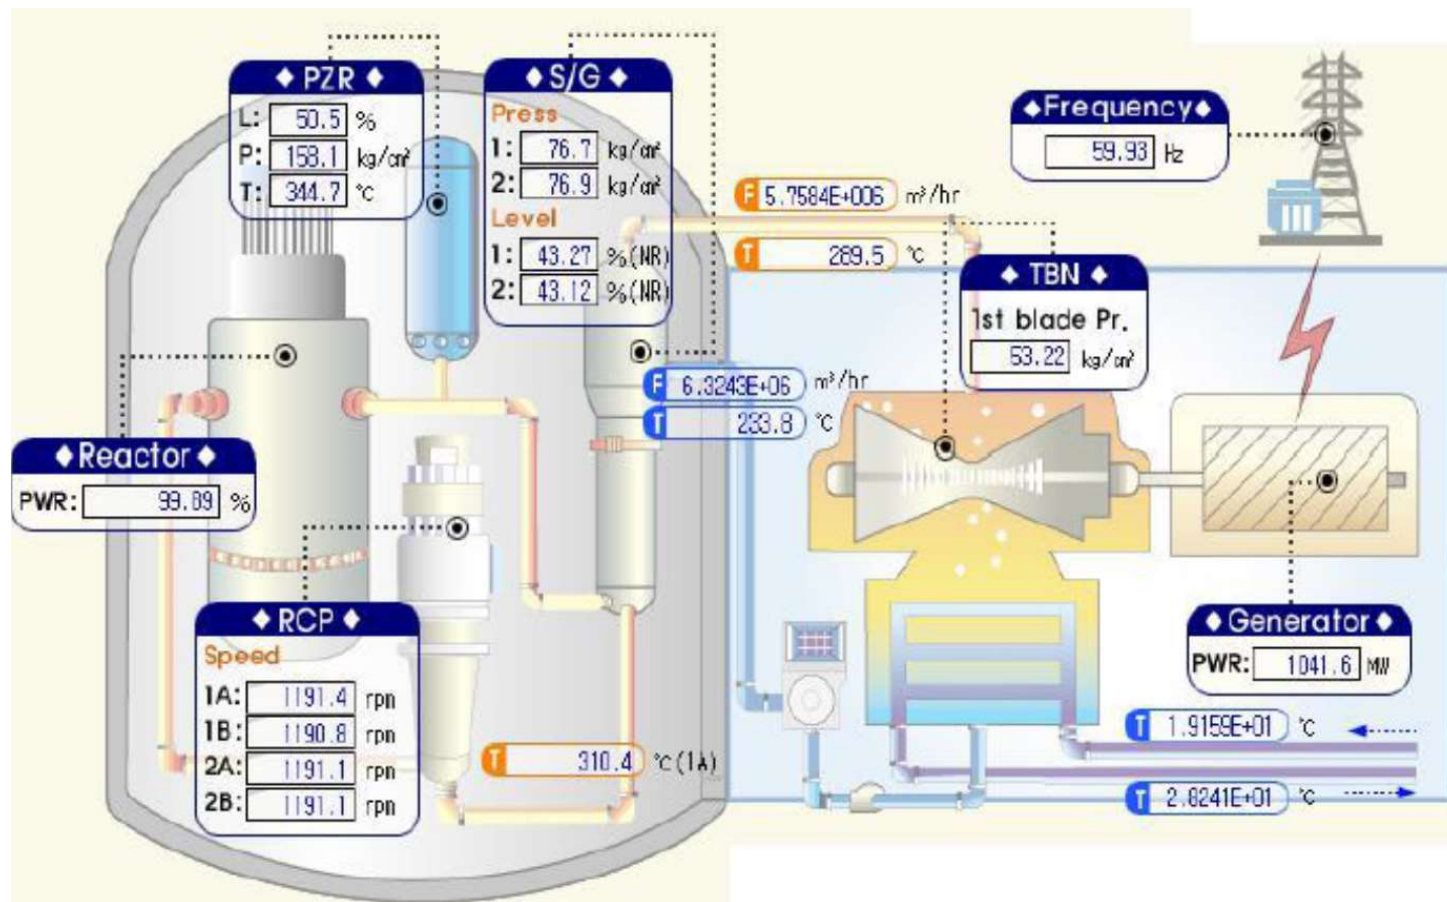 ◆ PZR ◆
L: 50.5 %
P: 158.1 kg/cm²
T: 344.7 ℃
◆ S/G ◆
Press
1: 76.7 kg/cm²
2: 76.9 kg/cm²
Level
1: 43.27 %(NR)
2: 43.12 %(NR)
◆Frequency◆
59.93 Hz
F 5.7584E+006 m³/hr
T 289.5 ℃
◆ TBN ◆
1st blade Pr.
53.22 kg/cm²
F 6.3243E+06 m³/hr
T 233.8 ℃
◆Reactor◆
PWR: 99.89 %
◆ RCP ◆
Speed
1A: 1191.4 rpm
1B: 1190.8 rpm
2A: 1191.1 rpm
2B: 1191.1 rpm
T 310.4 ℃(1A)
◆Generator◆
PWR: 1041.6 MW
T 1.9159E+01 ℃
T 2.8241E+01 ℃